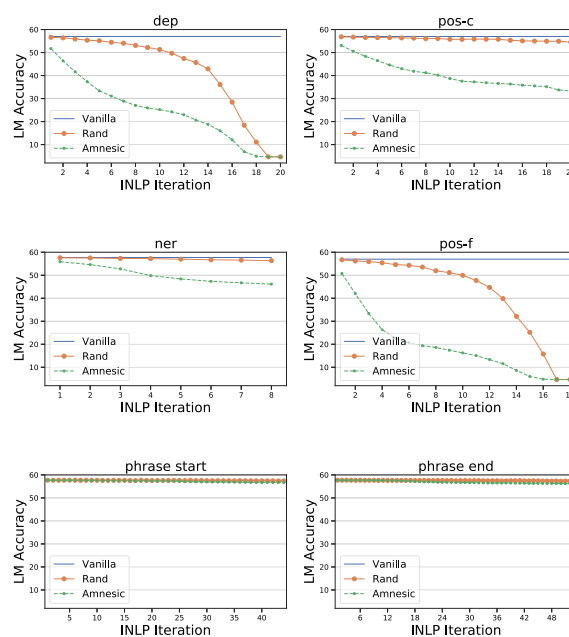 dep
LM Accuracy
60
50
40
30
20
10
Vanilla
Rand
Amnesic
2 4 6 8 10 12 14 16 18 20
INLP Iteration
pos-c
LM Accuracy
60
50
40
30
20
10
Vanilla
Rand
Amnesic
2 4 6 8 10 12 14 16 18 20
INLP Iteration
ner
LM Accuracy
60
50
40
30
20
10
Vanilla
Rand
Amnesic
1 2 3 4 5 6 7 8
INLP Iteration
pos-f
LM Accuracy
60
50
40
30
20
10
Vanilla
Rand
Amnesic
2 4 6 8 10 12 14 16
INLP Iteration
phrase start
LM Accuracy
60
50
40
30
20
10
Vanilla
Rand
Amnesic
5 10 15 20 25 30 35 40
INLP Iteration
phrase end
LM Accuracy
60
50
40
30
20
10
Vanilla
Rand
Amnesic
6 12 18 24 30 36 42 48
INLP Iteration